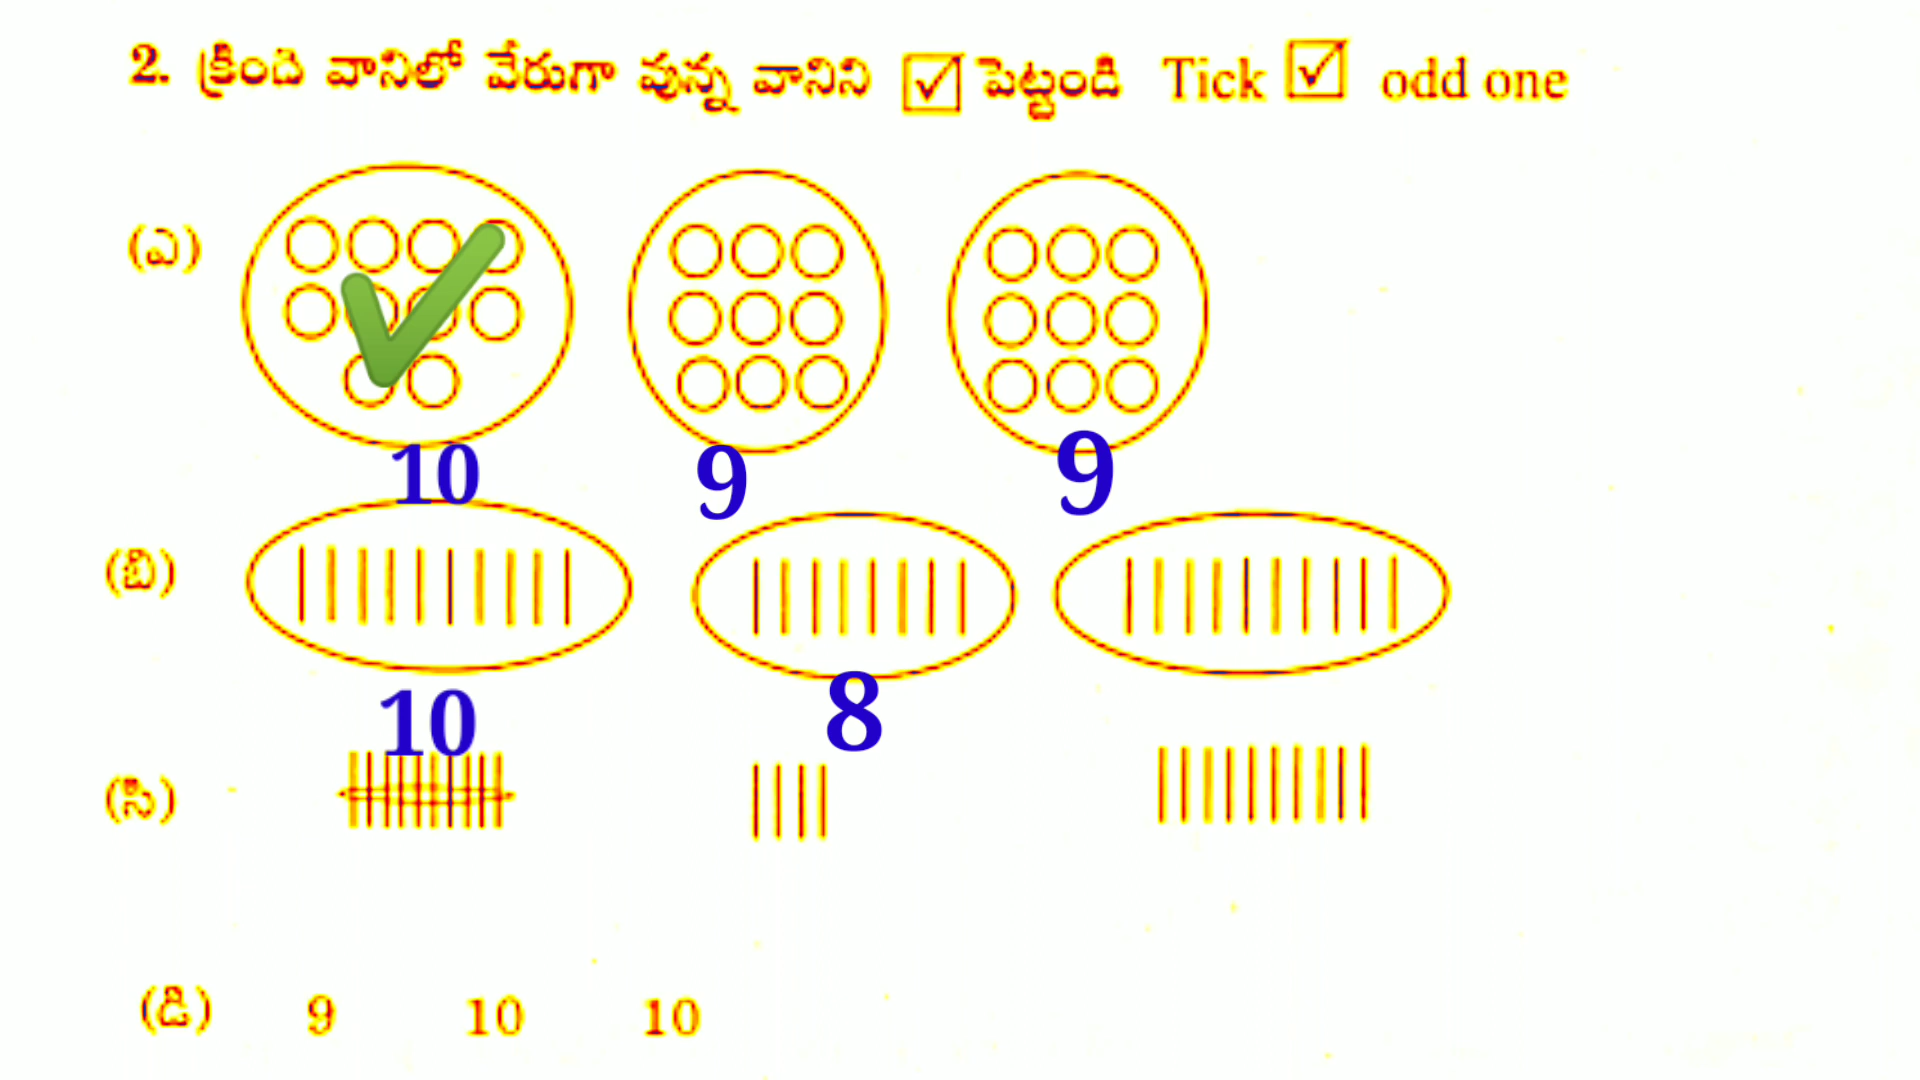 2. క్రింది వానిలో వేరుగా వున్న వానిని ☑ పెట్టండి Tick ☑ odd one
(ఎ)
10 9 9
(బి)
10 8
(సి)
(డి) 9 10 10